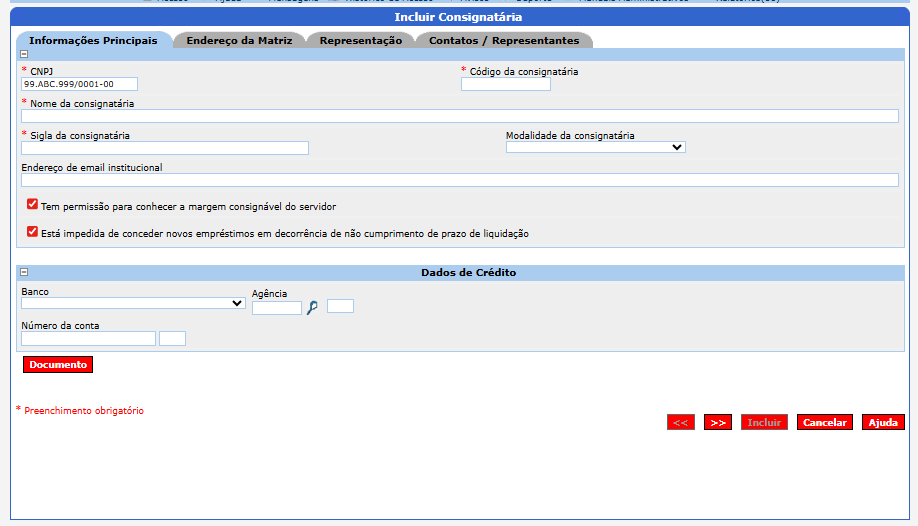 Incluir Consignatária
Informações Principais Endereço da Matriz Representação Contatos / Representantes
* CNPJ * Código da consignatária
99.ABC.999/0001-00
* Nome da consignatária
* Sigla da consignatária Modalidade da consignatária
Endereço de email institucional
Tem permissão para conhecer a margem consignável do servidor
Está impedida de conceder novos empréstimos em decorrência de não cumprimento de prazo de liquidação
Dados de Crédito
Banco Agência
Número da conta
Documento
* Preenchimento obrigatório
<< >> Incluir Cancelar Ajuda